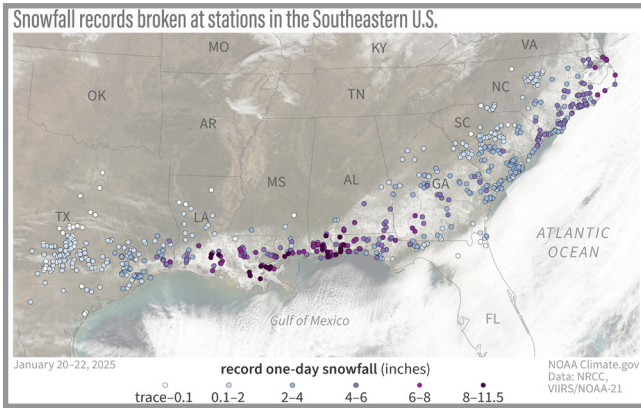 Snowfall records broken at stations in the Southeastern U.S.
MO
KY
VA
OK
TN
NC
AR
SC
MS
AL
GA
TX
LA
ATLANTIC
OCEAN
Gulf of Mexico
FL
January 20–22, 2025
NOAA Climate.gov
Data: NRCC,
VIIRS/NOAA-21
record one-day snowfall (inches)
trace–0.1 0.1–2 2–4 4–6 6–8 8–11.5